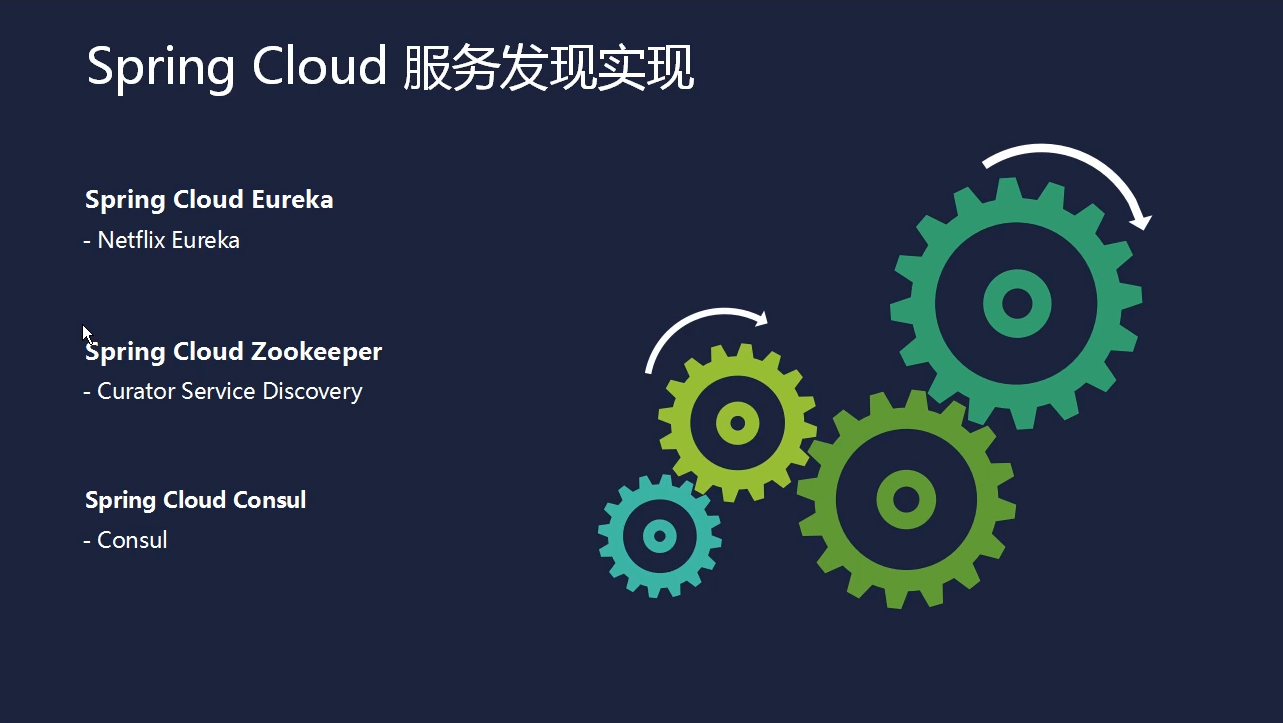 Spring Cloud 服务发现实现
Spring Cloud Eureka
- Netflix Eureka
Spring Cloud Zookeeper
- Curator Service Discovery
Spring Cloud Consul
- Consul